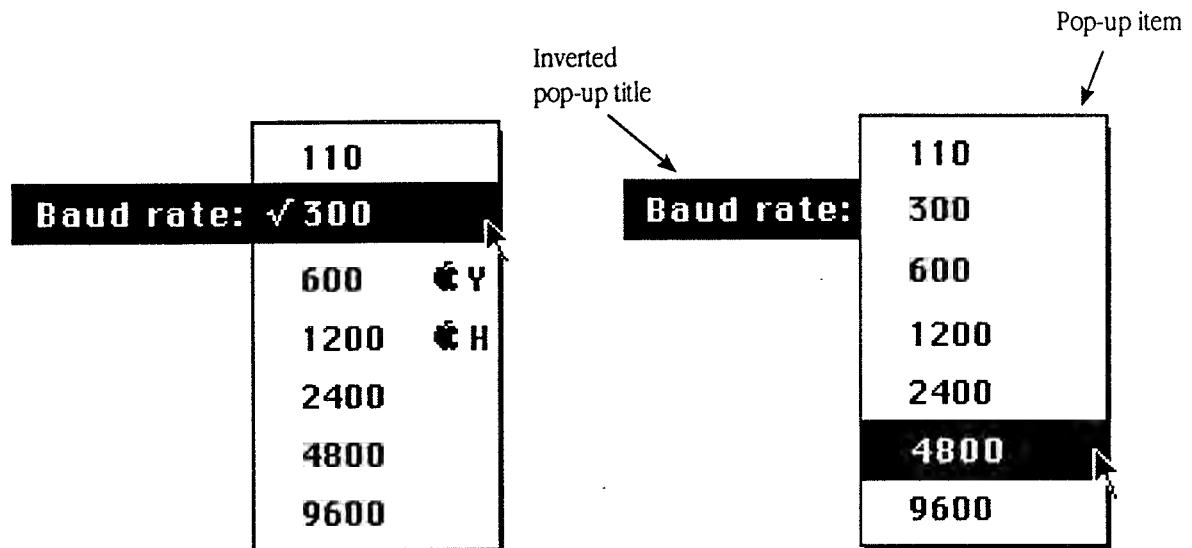 Pop-up item
Inverted
pop-up title
110
Baud rate: √ 300
600 Y
1200 H
2400
4800
9600
110
Baud rate: 300
600
1200
2400
4800
9600